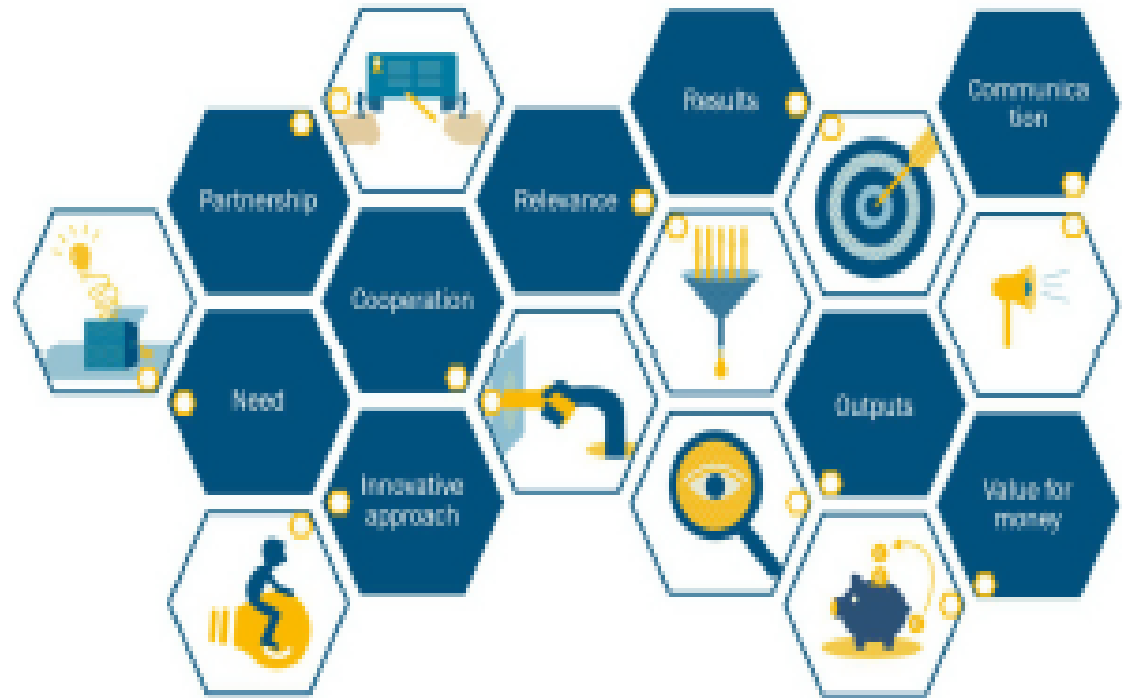 Results
Communica
tion
Partnership
Relevance
Cooperation
Need
Outputs
Innovative
approach
Value for
money